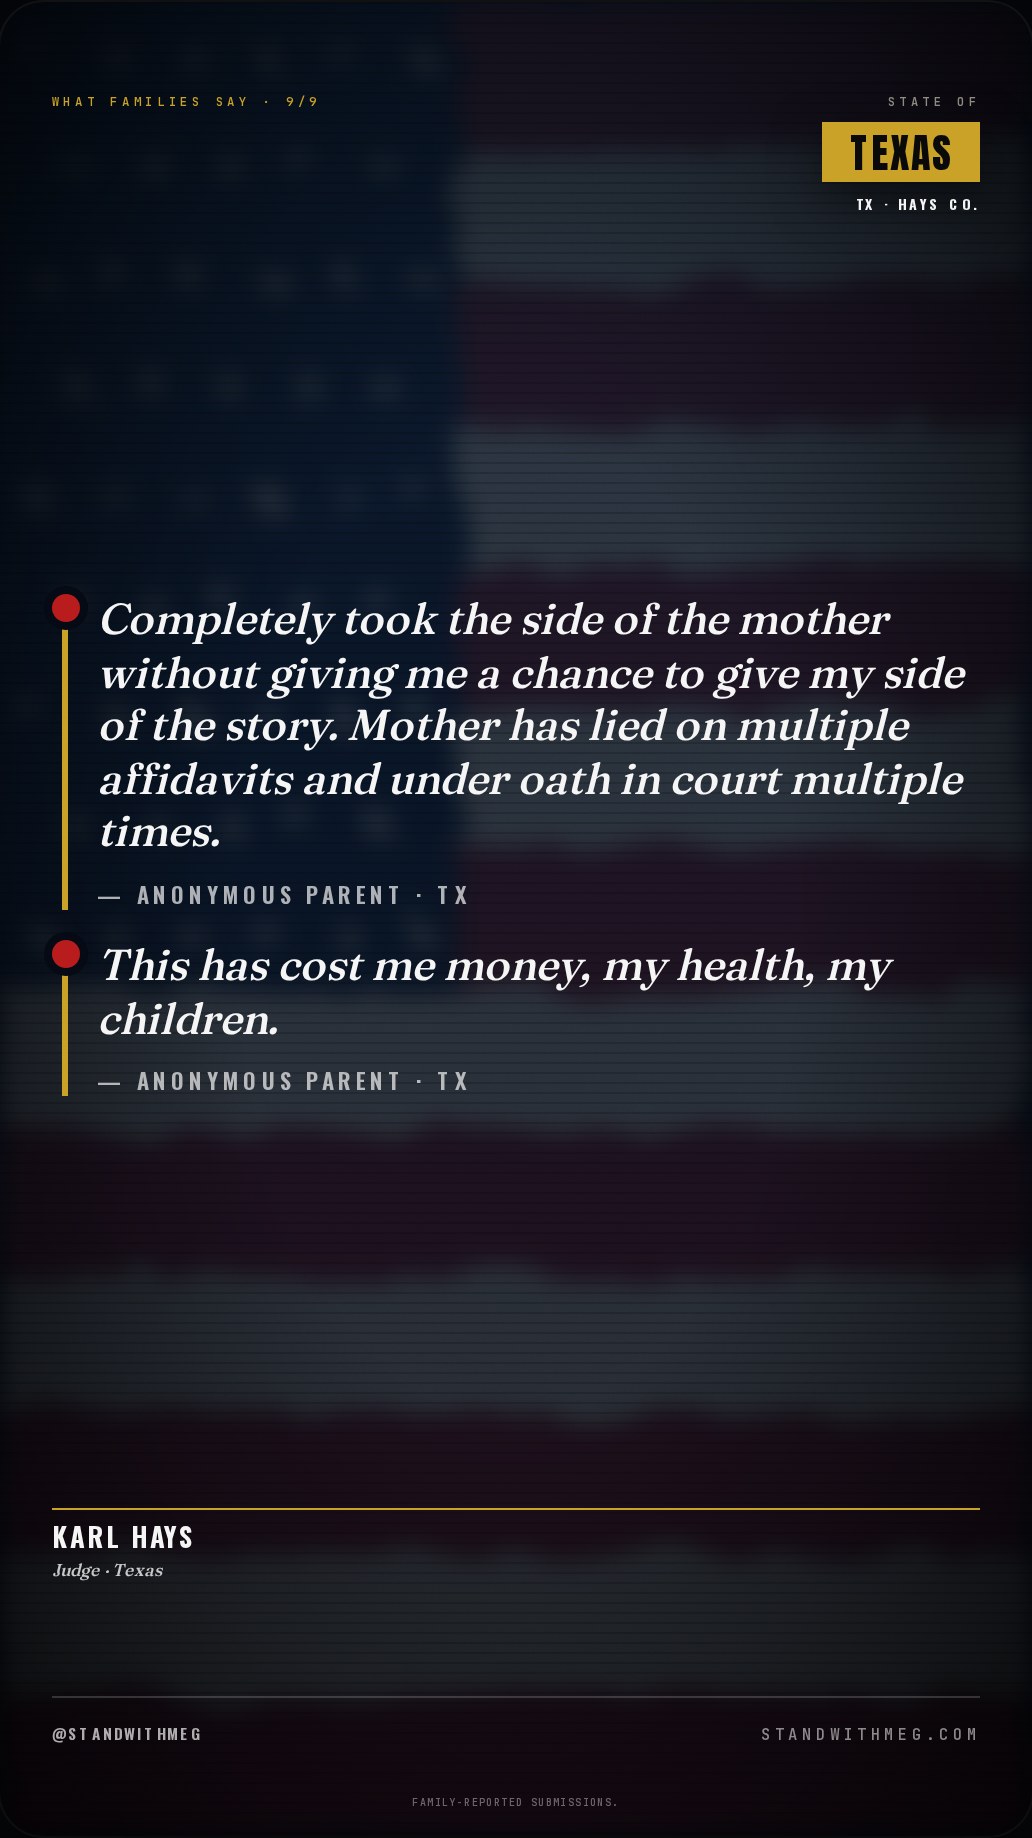 WHAT FAMILIES SAY · 9/9
STATE OF
TEXAS
TX · HAYS CO.
Completely took the side of the mother
without giving me a chance to give my side
of the story. Mother has lied on multiple
affidavits and under oath in court multiple
times.
— ANONYMOUS PARENT · TX
This has cost me money, my health, my
children.
— ANONYMOUS PARENT · TX
KARL HAYS
Judge · Texas
@STANDWITHMEG
STANDWITHMEG.COM
FAMILY-REPORTED SUBMISSIONS.